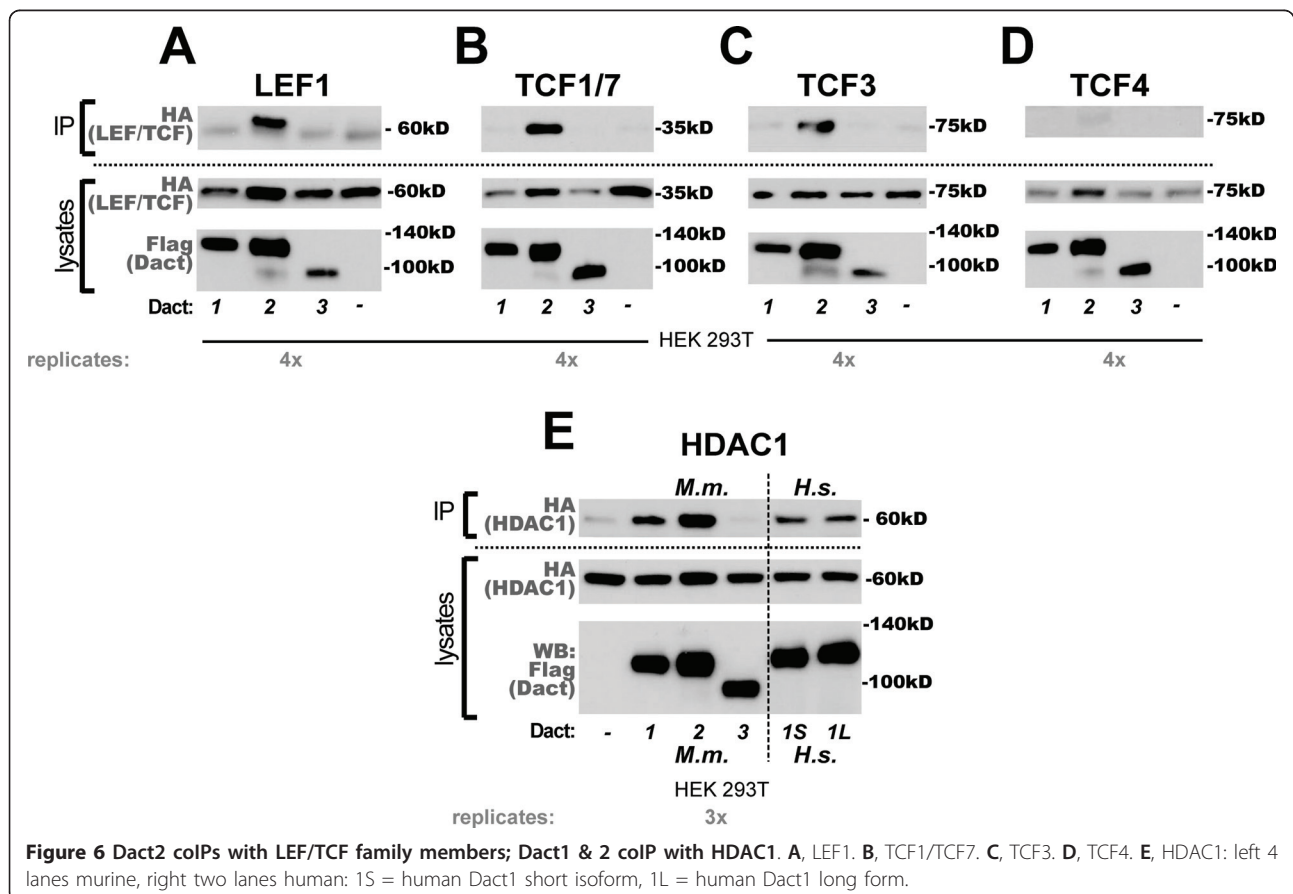 A B C D
LEF1 TCF1/7 TCF3 TCF4
IP HA (LEF/TCF) - 60kD -35kD -75kD -75kD
lysates
HA (LEF/TCF) -60kD -35kD -75kD -75kD
-140kD -140kD -140kD -140kD
Flag (Dact) -100kD -100kD -100kD -100kD
Dact: 1 2 3 - 1 2 3 - 1 2 3 - 1 2 3 -
HEK 293T
replicates: 4x 4x 4x 4x
E HDAC1
M.m. H.s.
IP HA (HDAC1) - 60kD
lysates
HA (HDAC1) -60kD
-140kD
WB: Flag (Dact) -100kD
Dact: - 1 2 3 1S 1L
M.m. H.s.
HEK 293T
replicates: 3x
Figure 6 Dact2 coIPs with LEF/TCF family members; Dact1 & 2 coIP with HDAC1. A, LEF1. B, TCF1/TCF7. C, TCF3. D, TCF4. E, HDAC1: left 4
lanes murine, right two lanes human: 1S = human Dact1 short isoform, 1L = human Dact1 long form.